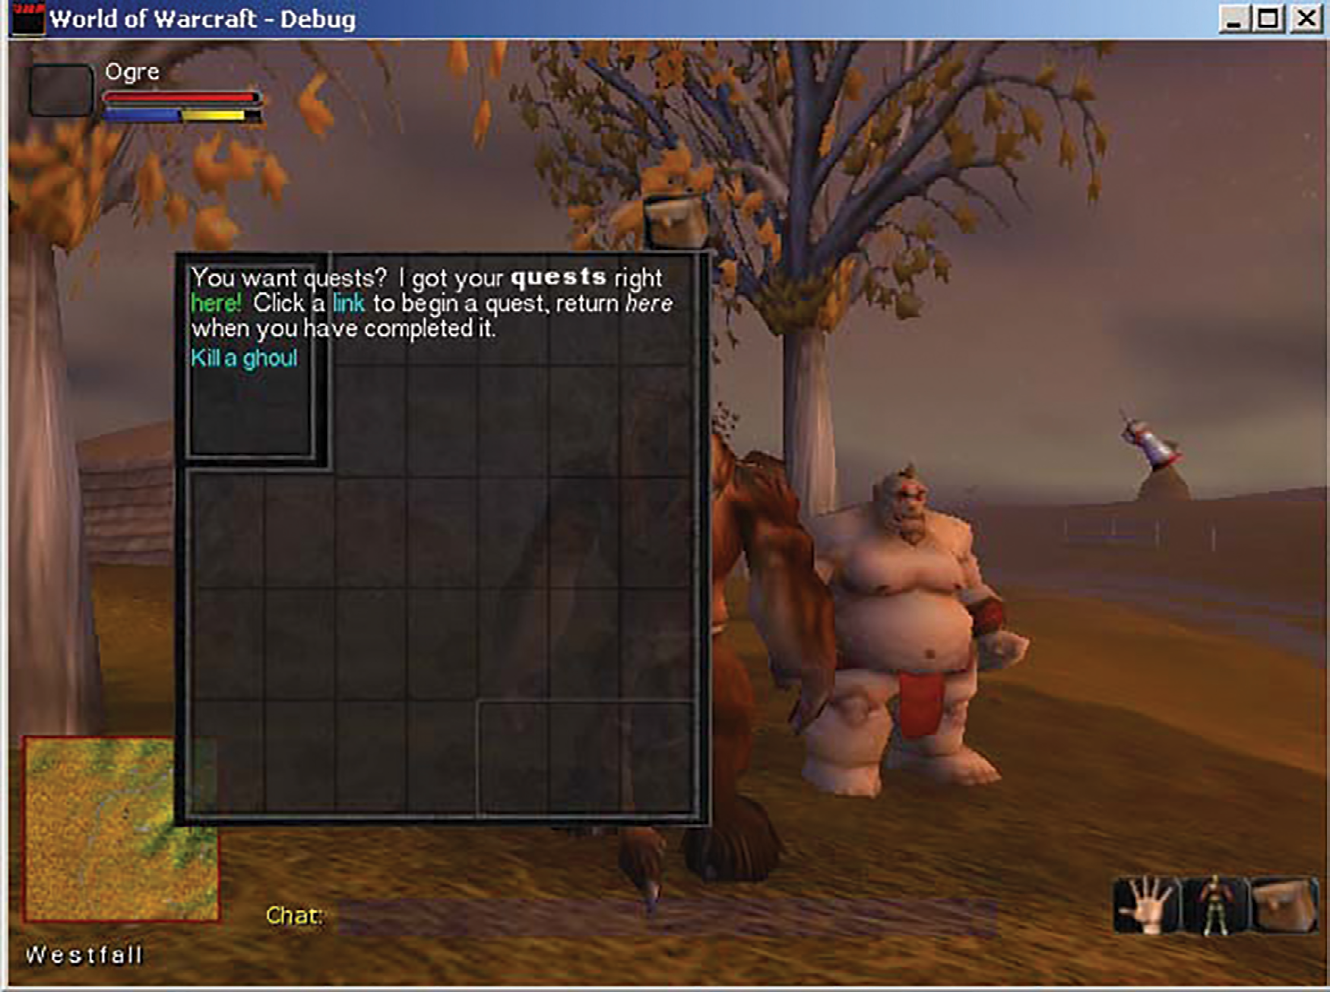 World of Warcraft - Debug
Ogre
You want quests? I got your quests right
here! Click a link to begin a quest, return here
when you have completed it.
Kill a ghoul
Chat:
Westfall